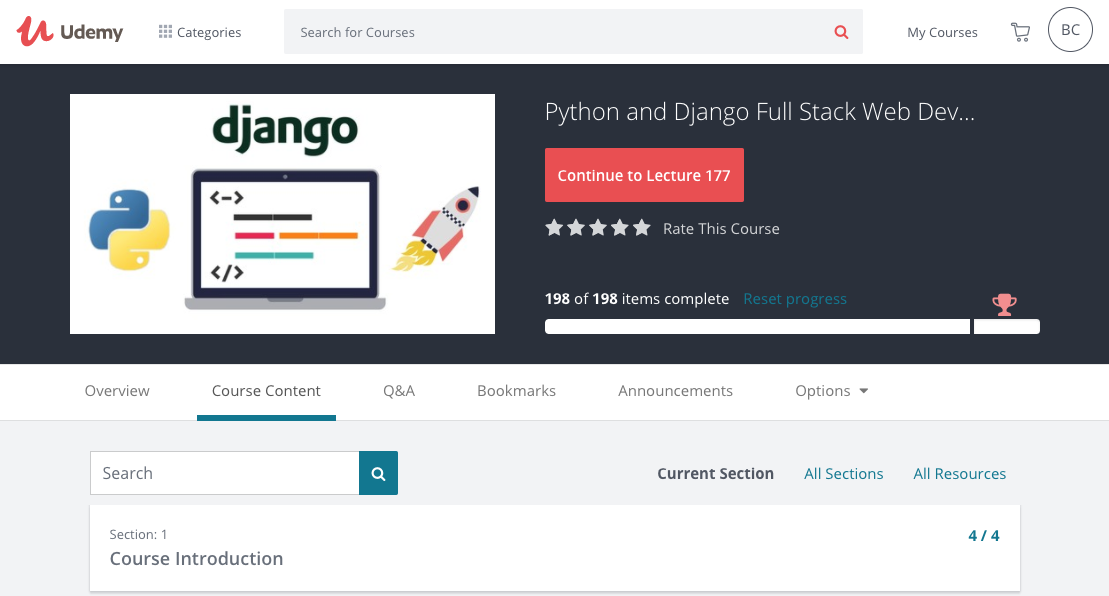 Udemy
Categories
Search for Courses
My Courses
BC
django
<->
</>
Python and Django Full Stack Web Dev...
Continue to Lecture 177
Rate This Course
198 of 198 items complete Reset progress
Overview
Course Content
Q&A
Bookmarks
Announcements
Options
Search
Current Section
All Sections
All Resources
Section: 1
4 / 4
Course Introduction